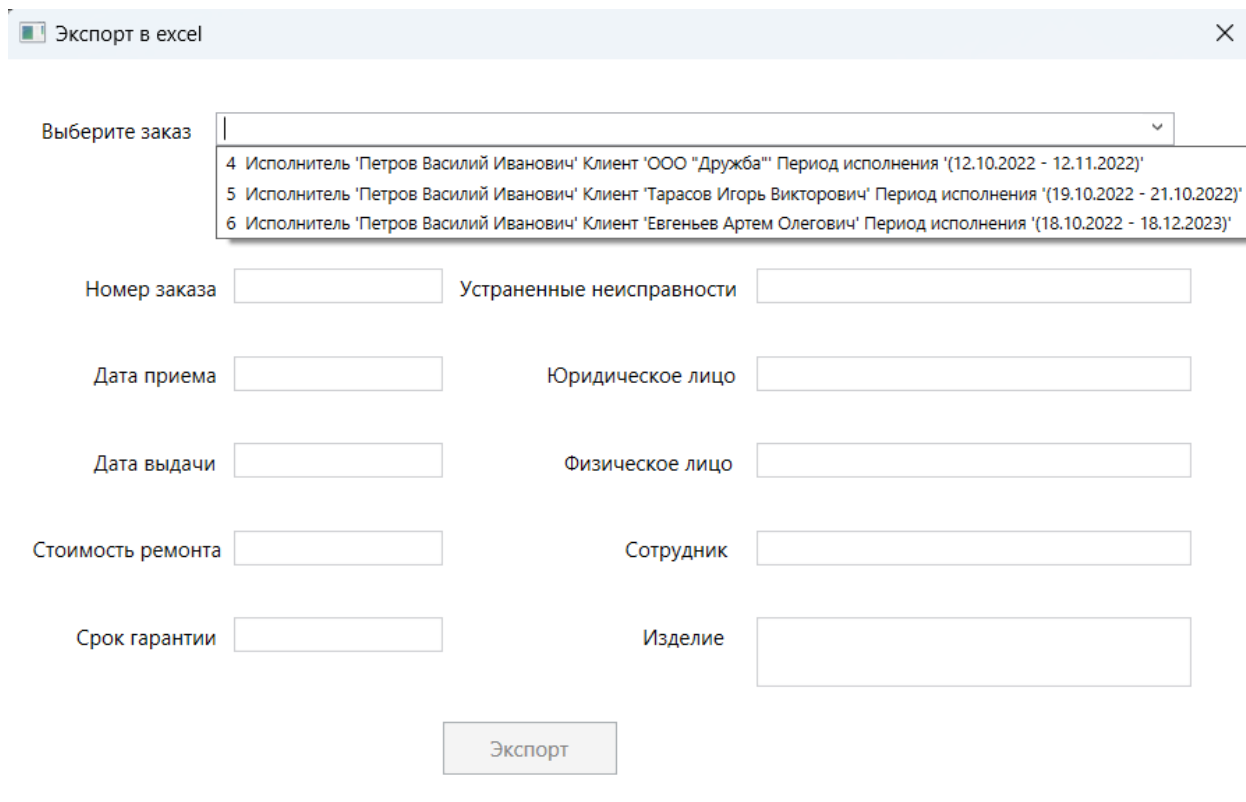 Экспорт в excel
Выберите заказ
4 Исполнитель 'Петров Василий Иванович' Клиент 'ООО "Дружба"' Период исполнения '(12.10.2022 - 12.11.2022)'
5 Исполнитель 'Петров Василий Иванович' Клиент 'Тарасов Игорь Викторович' Период исполнения '(19.10.2022 - 21.10.2022)'
6 Исполнитель 'Петров Василий Иванович' Клиент 'Евгеньев Артем Олегович' Период исполнения '(18.10.2022 - 18.12.2023)'
Номер заказа Устраненные неисправности
Дата приема Юридическое лицо
Дата выдачи Физическое лицо
Стоимость ремонта Сотрудник
Срок гарантии Изделие
Экспорт